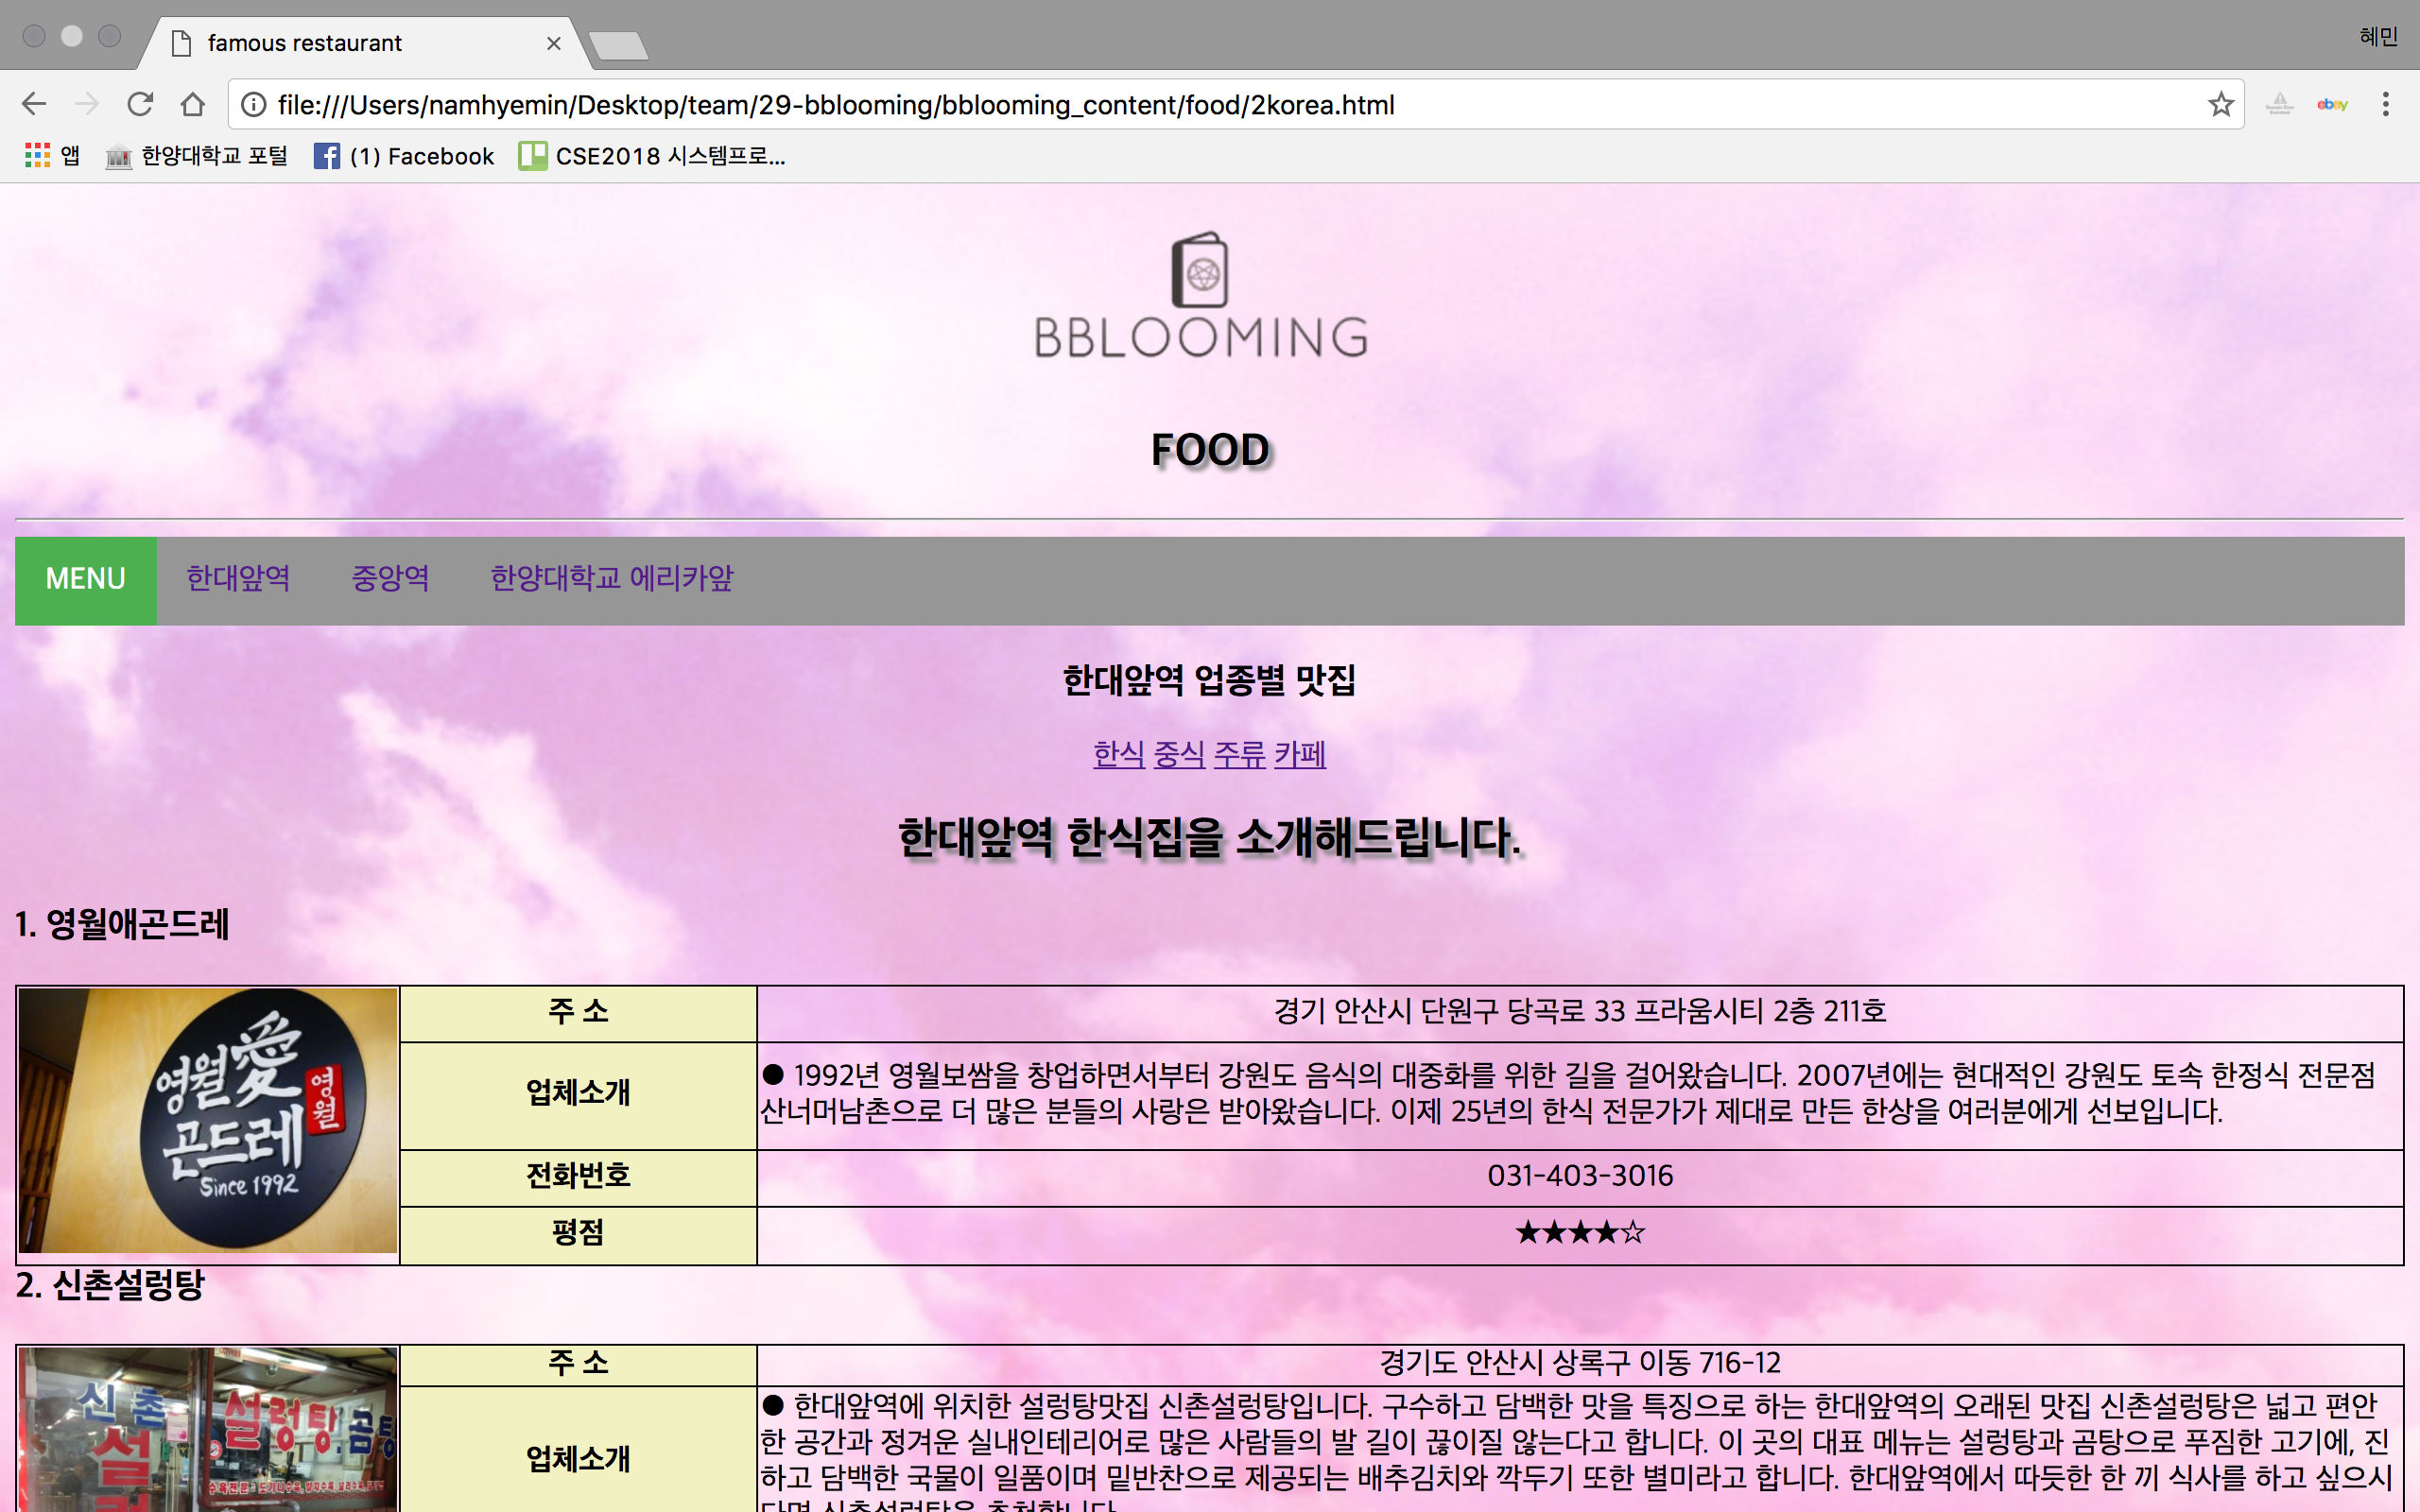 famous restaurant
혜민
file:///Users/namhyemin/Desktop/team/29-bblooming/bblooming_content/food/2korea.html
ebay
앱 한양대학교 포털 (1) Facebook CSE2018 시스템프로...
BBLOOMING
FOOD
MENU 한대앞역 중앙역 한양대학교 에리카앞
한대앞역 업종별 맛집
한식 중식 주류 카페
한대앞역 한식집을 소개해드립니다.
1. 영월애곤드레
영월愛
곤드레
영월
Since 1992
주 소 경기 안산시 단원구 당곡로 33 프라움시티 2층 211호
업체소개
● 1992년 영월보쌈을 창업하면서부터 강원도 음식의 대중화를 위한 길을 걸어왔습니다. 2007년에는 현대적인 강원도 토속 한정식 전문점
산너머남촌으로 더 많은 분들의 사랑은 받아왔습니다. 이제 25년의 한식 전문가가 제대로 만든 한상을 여러분에게 선보입니다.
전화번호 031-403-3016
평점 ★★★★☆
2. 신촌설렁탕
신촌
설렁탕 곰탕
설
주 소 경기도 안산시 상록구 이동 716-12
업체소개
● 한대앞역에 위치한 설렁탕맛집 신촌설렁탕입니다. 구수하고 담백한 맛을 특징으로 하는 한대앞역의 오래된 맛집 신촌설렁탕은 넓고 편안
한 공간과 정겨운 실내인테리어로 많은 사람들의 발 길이 끊이질 않는다고 합니다. 이 곳의 대표 메뉴는 설렁탕과 곰탕으로 푸짐한 고기에, 진
하고 담백한 국물이 일품이며 밑반찬으로 제공되는 배추김치와 깍두기 또한 별미라고 합니다. 한대앞역에서 따듯한 한 끼 식사를 하고 싶으시
다면 신촌설렁탕을 추천합니다.